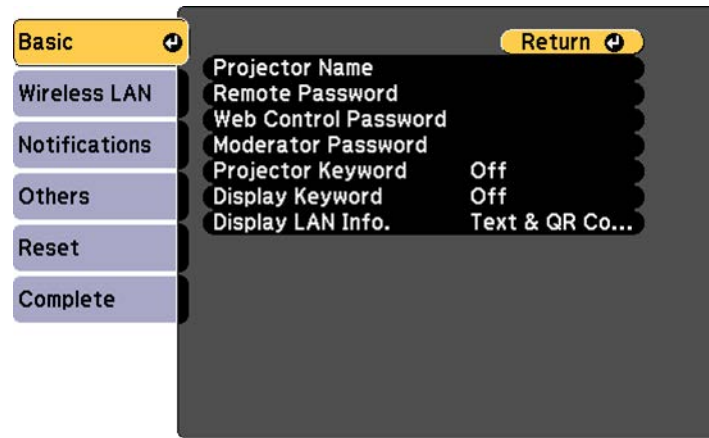 Basic
Wireless LAN
Notifications
Others
Reset
Complete
Return
Projector Name
Remote Password
Web Control Password
Moderator Password
Projector Keyword Off
Display Keyword Off
Display LAN Info. Text & QR Co...